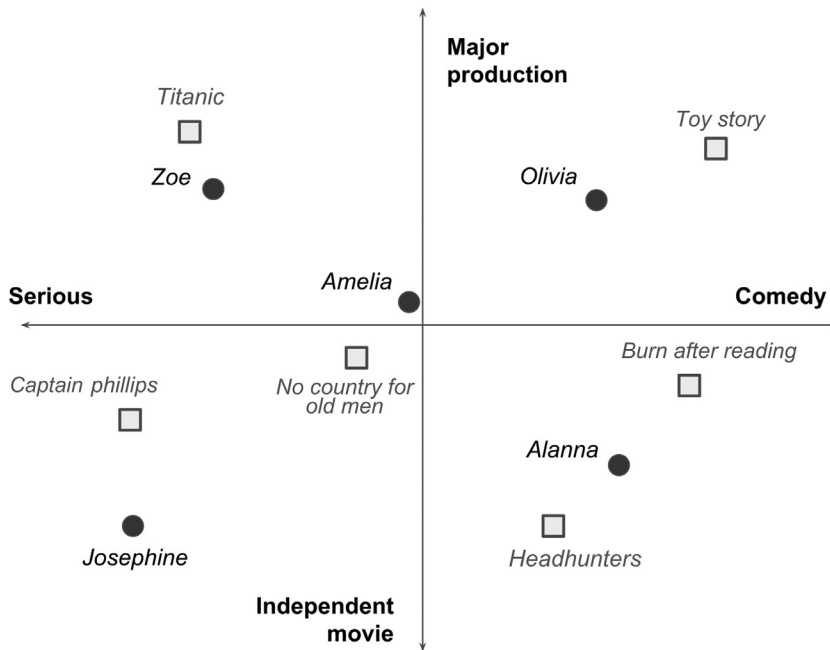 Major
production
Titanic
Toy story
Zoe
Olivia
Amelia
Serious
Comedy
Burn after reading
Captain phillips
No country for
old men
Alanna
Josephine
Headhunters
Independent
movie